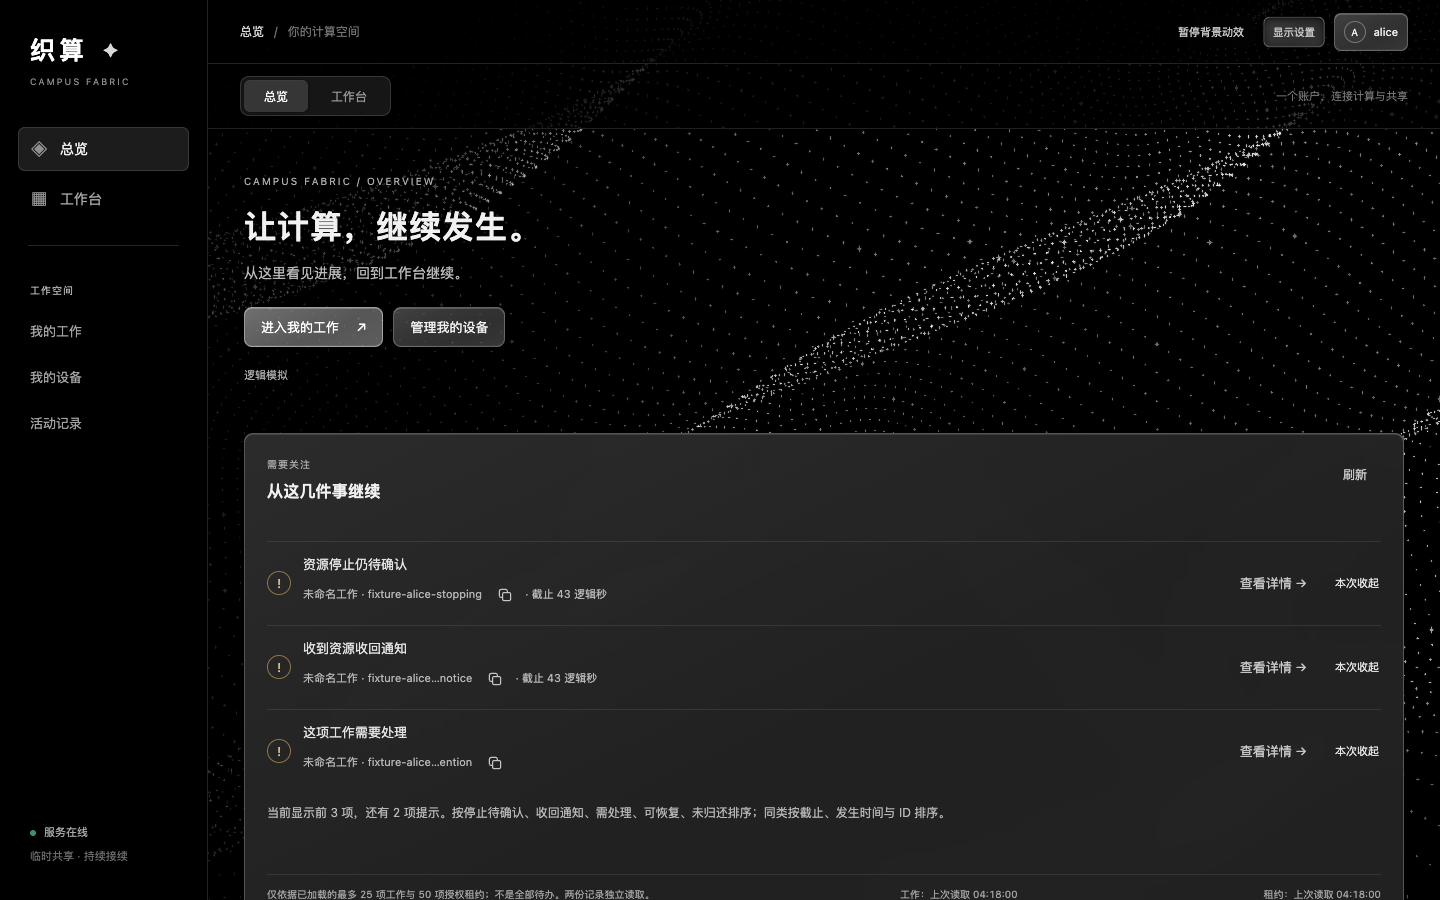 织算
CAMPUS FABRIC
总览
工作台
工作空间
我的工作
我的设备
活动记录
服务在线
临时共享 · 持续接续
总览 / 你的计算空间
暂停背景动效
显示设置
A alice
总览
工作台
一个账户，连接计算与共享
CAMPUS FABRIC / OVERVIEW
让计算，继续发生。
从这里看见进展，回到工作台继续。
进入我的工作
管理我的设备
逻辑模拟
需要关注
从这几件事继续
刷新
资源停止仍待确认
未命名工作 · fixture-alice-stopping · 截止 43 逻辑秒
查看详情 →
本次收起
收到资源收回通知
未命名工作 · fixture-alice...notice · 截止 43 逻辑秒
查看详情 →
本次收起
这项工作需要处理
未命名工作 · fixture-alice...ention
查看详情 →
本次收起
当前显示前 3 项，还有 2 项提示。按停止待确认、收回通知、需处理、可恢复、未归还排序；同类按截止、发生时间与 ID 排序。
仅依据已加载的最多 25 项工作与 50 项授权租约；不是全部待办。两份记录独立读取。
工作：上次读取 04:18:00
租约：上次读取 04:18:00